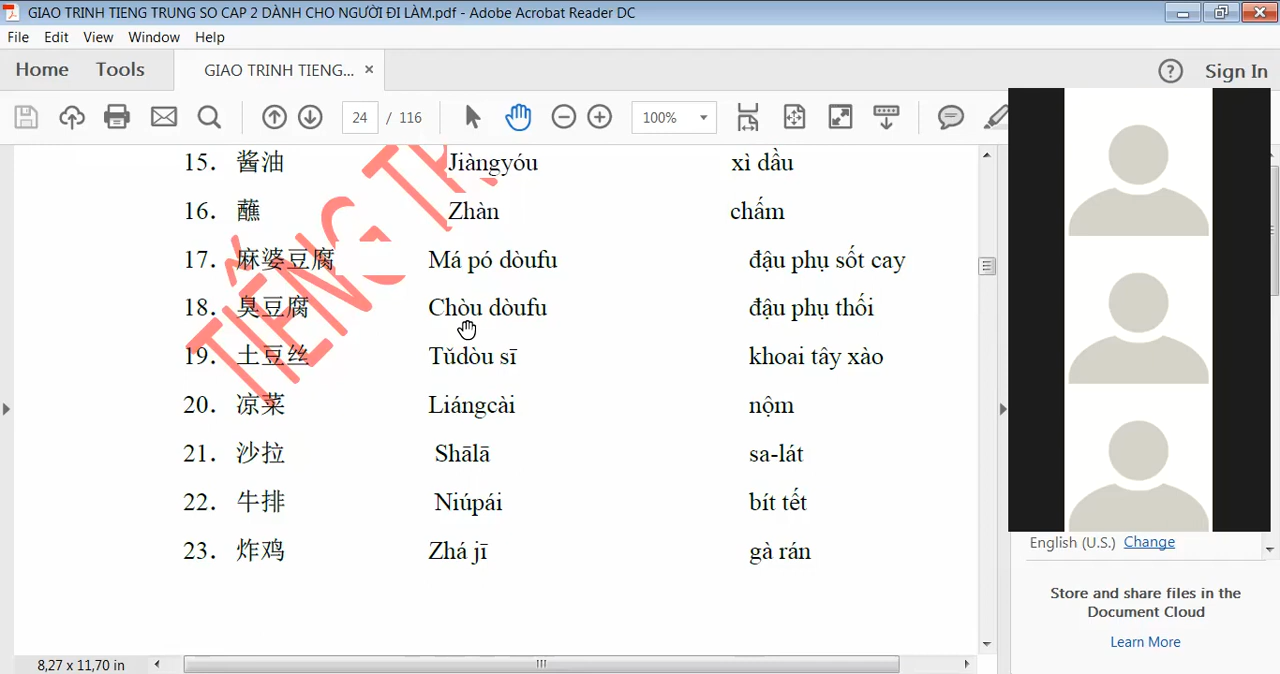 GIAO TRINH TIENG TRUNG SO CAP 2 DÀNH CHO NGƯỜI ĐI LÀM.pdf - Adobe Acrobat Reader DC
File Edit View Window Help
Home Tools GIAO TRINH TIENG... × ? Sign In
24 / 116 100%
15. 酱油 Jiàngyóu xì dầu
16. 蘸 Zhàn chấm
17. 麻婆豆腐 Má pó dòufu đậu phụ sốt cay
18. 臭豆腐 Chòu dòufu đậu phụ thối
19. 土豆丝 Tǔdòu sī khoai tây xào
20. 凉菜 Liángcài nộm
21. 沙拉 Shālā sa-lát
22. 牛排 Niúpái bít tết
23. 炸鸡 Zhá jī gà rán
TIẾNG
English (U.S.) Change
Store and share files in the
Document Cloud
Learn More
8,27 x 11,70 in